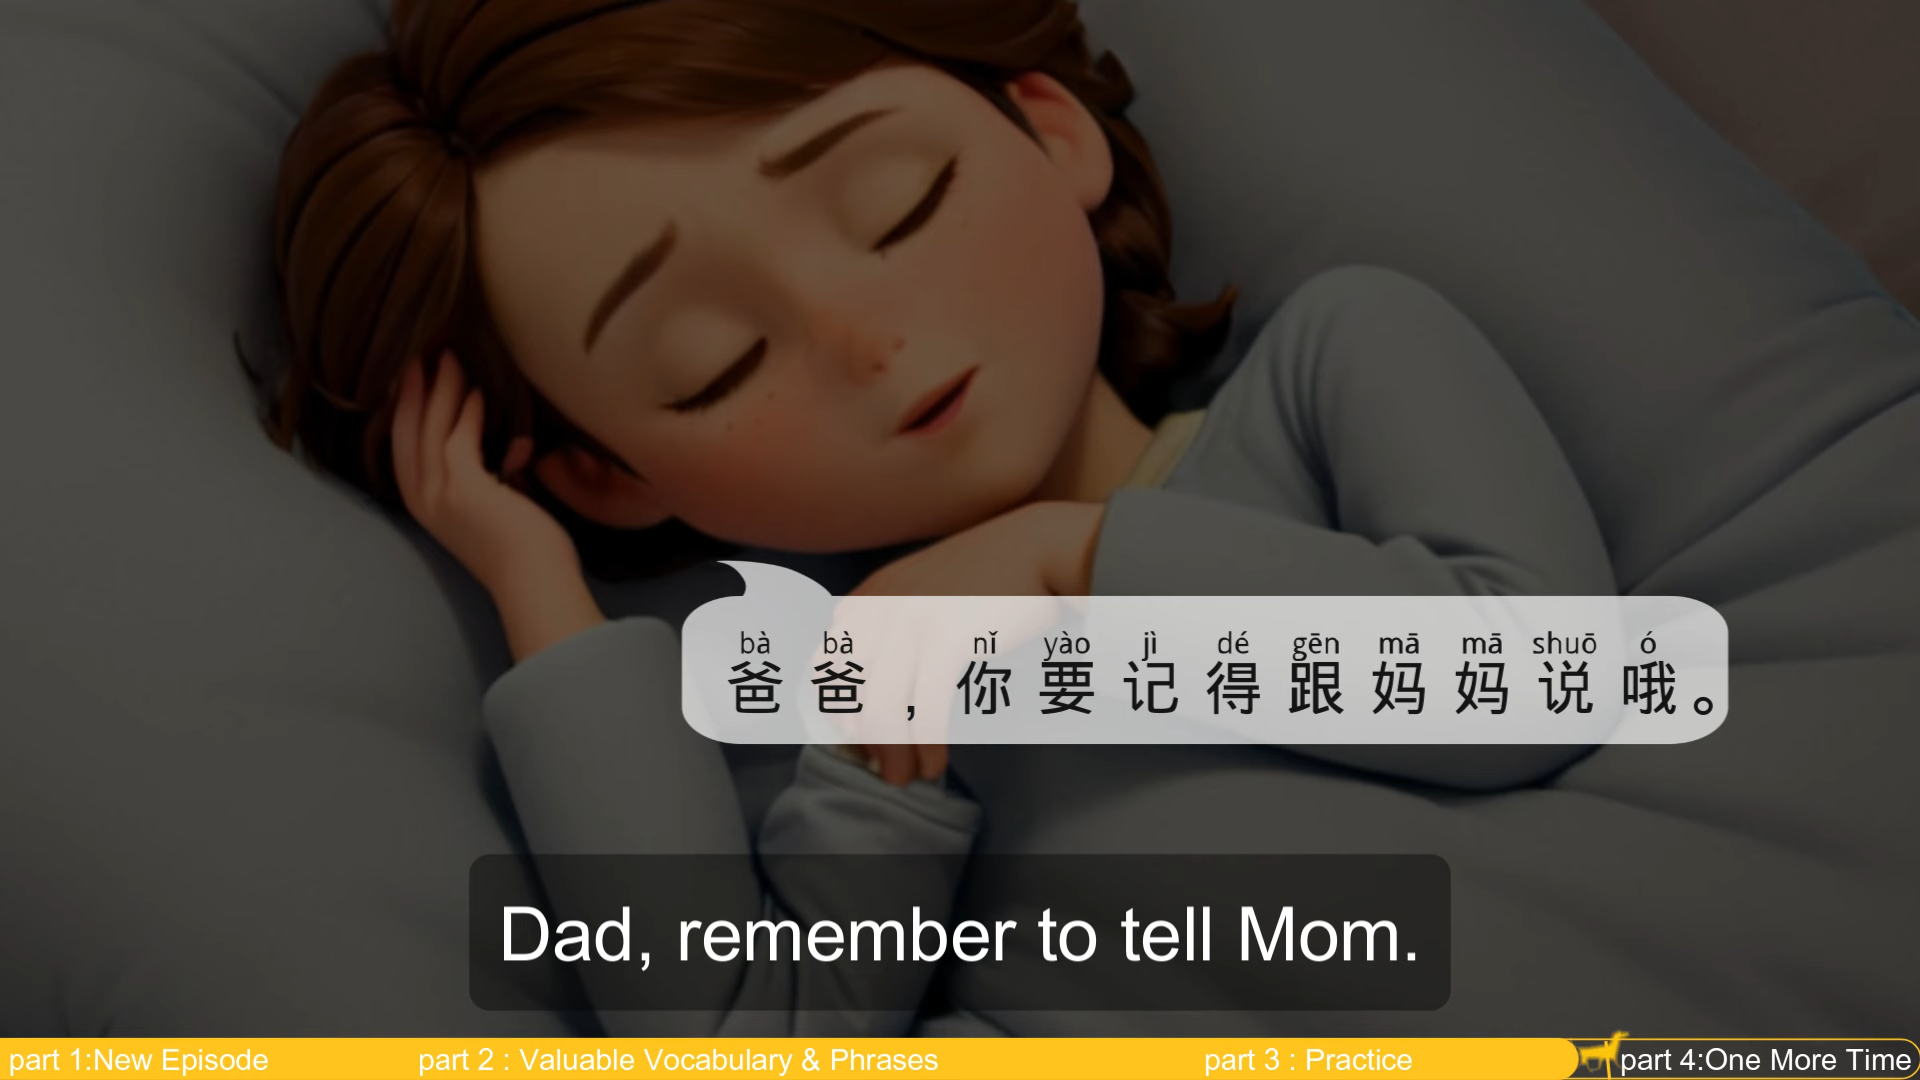 bà bà nǐ yào jì dé gēn mā mā shuō ó
爸爸，你要记得跟妈妈说哦。
Dad, remember to tell Mom.
part 1:New Episode
part 2 : Valuable Vocabulary & Phrases
part 3 : Practice
part 4:One More Time